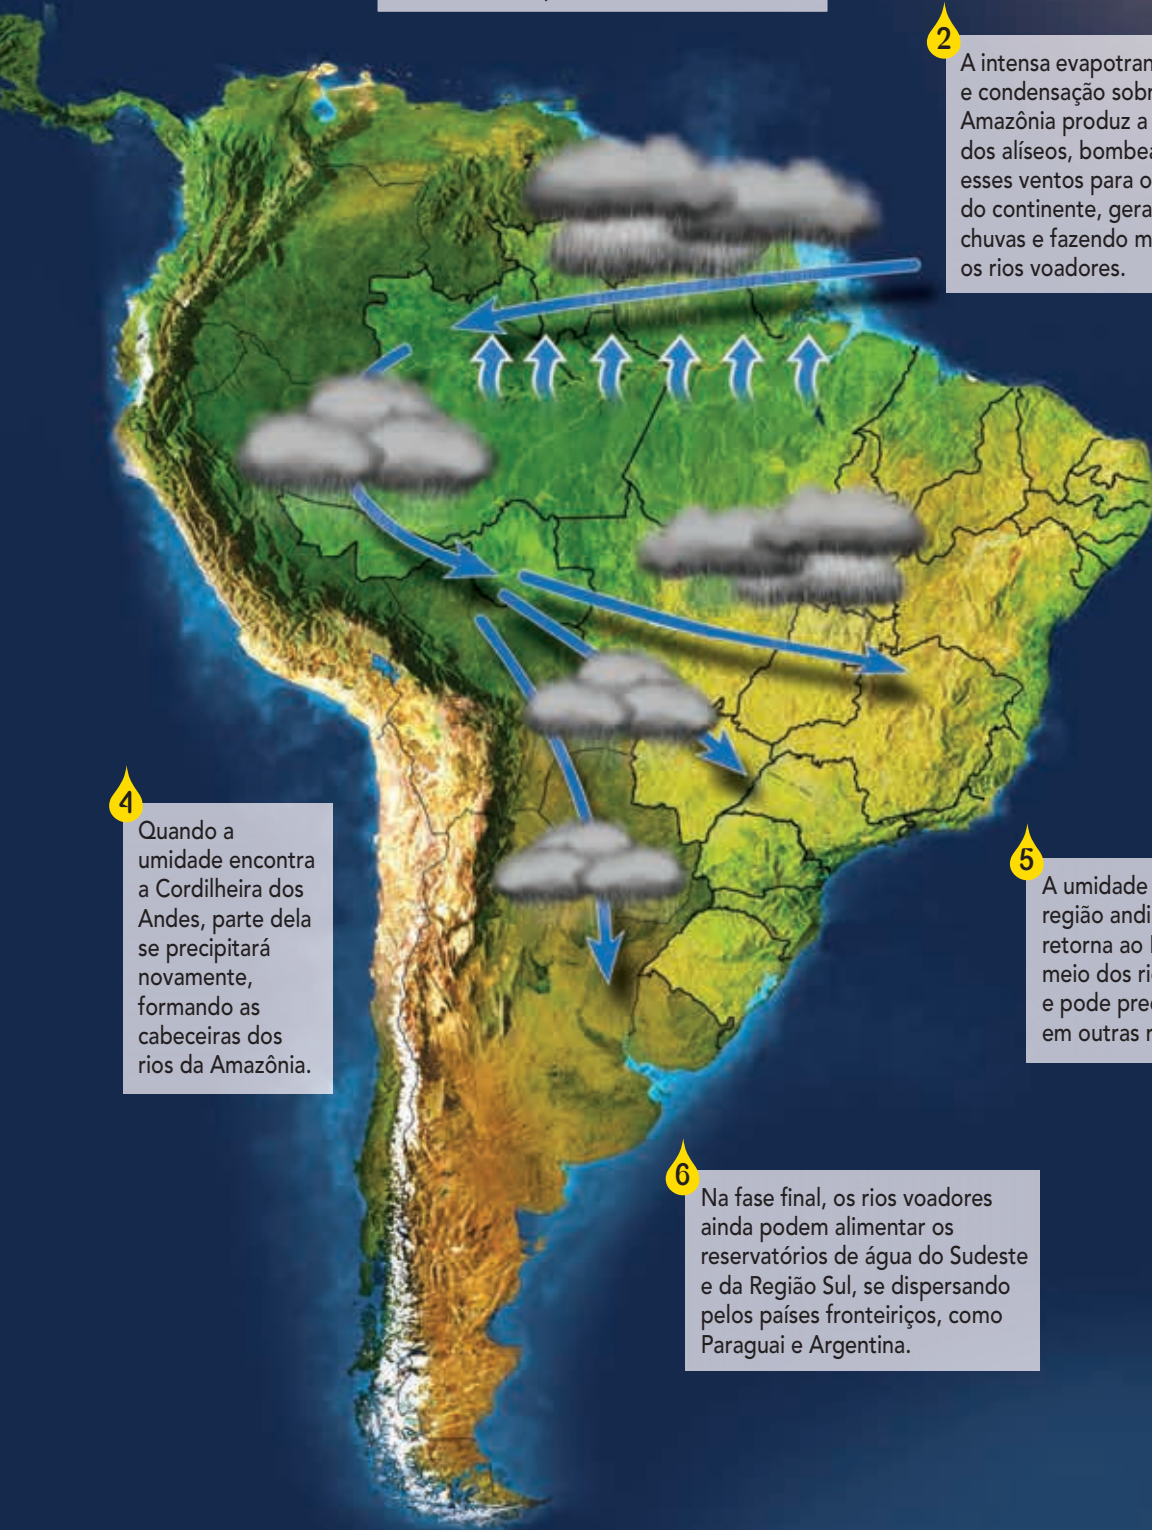 2
A intensa
e condensação
Amazônia produz a
dos alíseos,
esses ventos para o
do continente,
chuvas e fazendo
os rios voadores.
4
Quando a
umidade encontra
a Cordilheira dos
Andes, parte dela
se precipitará
novamente,
formando as
cabeceiras dos
rios da Amazônia.
5
A umidade
região
retorna ao
meio dos
e pode
em outras
6
Na fase final, os rios voadores
ainda podem alimentar os
reservatórios de água do Sudeste
e da Região Sul, se dispersando
pelos países fronteiriços, como
Paraguai e Argentina.